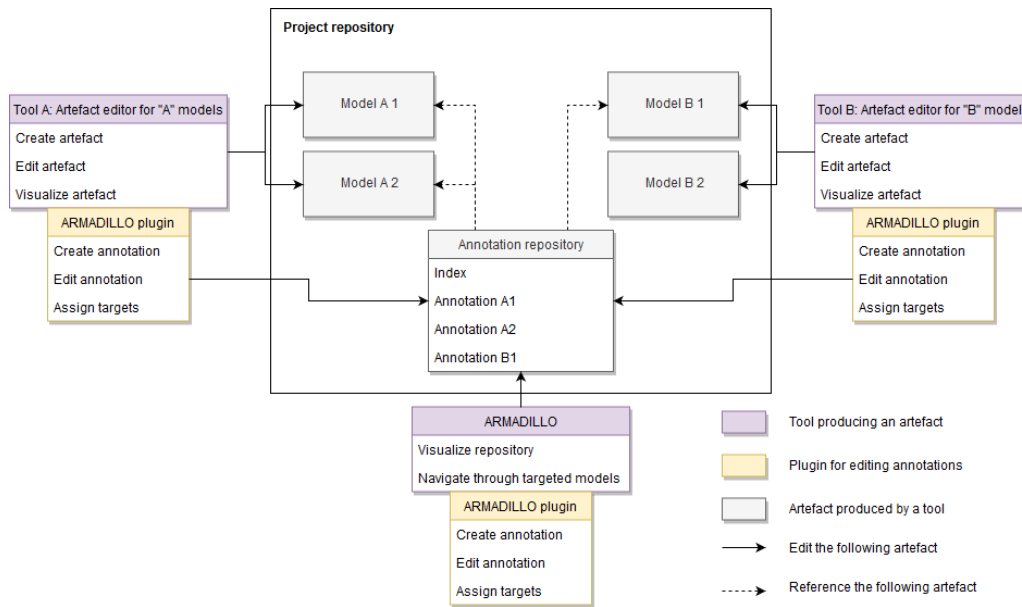 Project repository
Model A 1
Model B 1
Tool A: Artefact editor for "A" models
Create artefact
Edit artefact
Visualize artefact
Tool B: Artefact editor for "B" model
Create artefact
Edit artefact
Visualize artefact
Model A 2
Model B 2
ARMADILLO plugin
Create annotation
Edit annotation
Assign targets
Annotation repository
Index
Annotation A1
Annotation A2
Annotation B1
ARMADILLO plugin
Create annotation
Edit annotation
Assign targets
ARMADILLO
Visualize repository
Navigate through targeted models
ARMADILLO plugin
Create annotation
Edit annotation
Assign targets
Tool producing an artefact
Plugin for editing annotations
Artefact produced by a tool
Edit the following artefact
Reference the following artefact